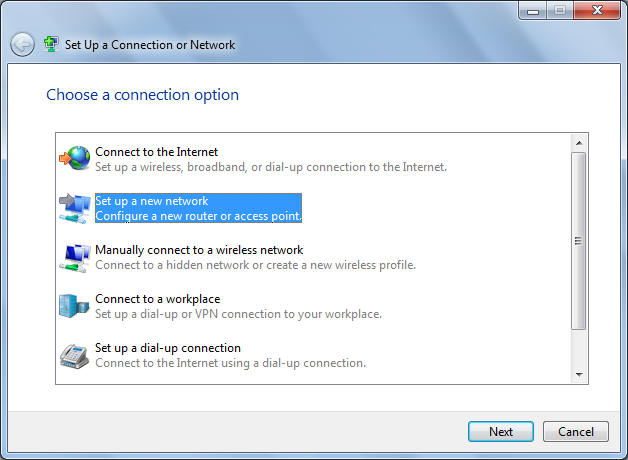 Set Up a Connection or Network
Choose a connection option
Connect to the Internet
Set up a wireless, broadband, or dial-up connection to the Internet.
Set up a new network
Configure a new router or access point.
Manually connect to a wireless network
Connect to a hidden network or create a new wireless profile.
Connect to a workplace
Set up a dial-up or VPN connection to your workplace.
Set up a dial-up connection
Connect to the Internet using a dial-up connection.
Next
Cancel